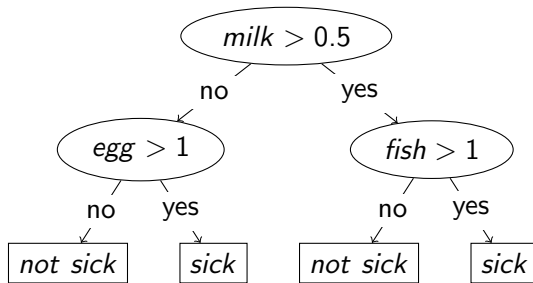 milk > 0.5
no yes
egg > 1 fish > 1
no yes no yes
not sick sick not sick sick